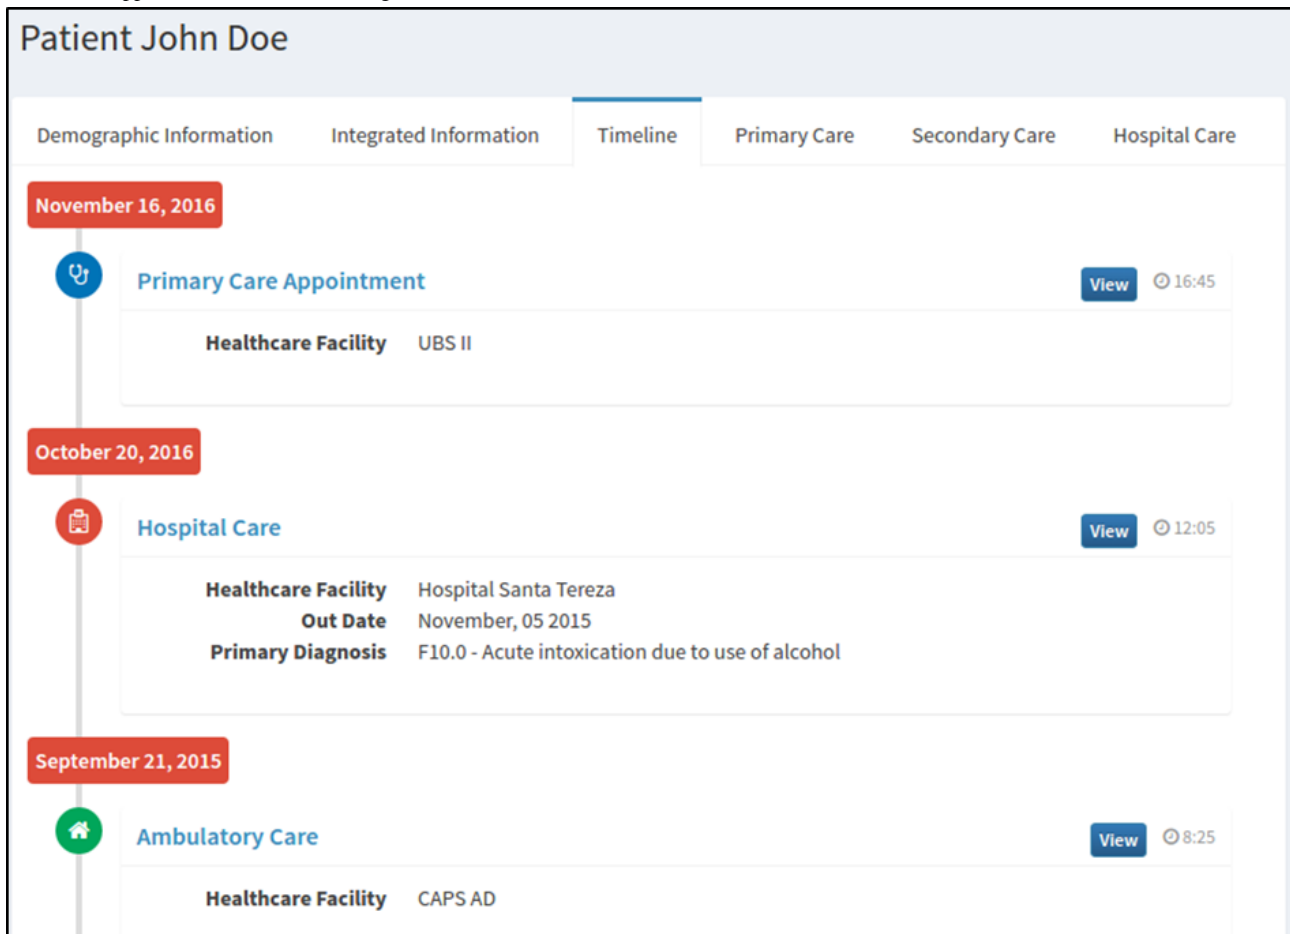 Patient John Doe
Demographic Information Integrated Information Timeline Primary Care Secondary Care Hospital Care
November 16, 2016
Primary Care Appointment View 16:45
Healthcare Facility UBS II
October 20, 2016
Hospital Care View 12:05
Healthcare Facility Hospital Santa Tereza
Out Date November, 05 2015
Primary Diagnosis F10.0 - Acute intoxication due to use of alcohol
September 21, 2015
Ambulatory Care View 8:25
Healthcare Facility CAPS AD